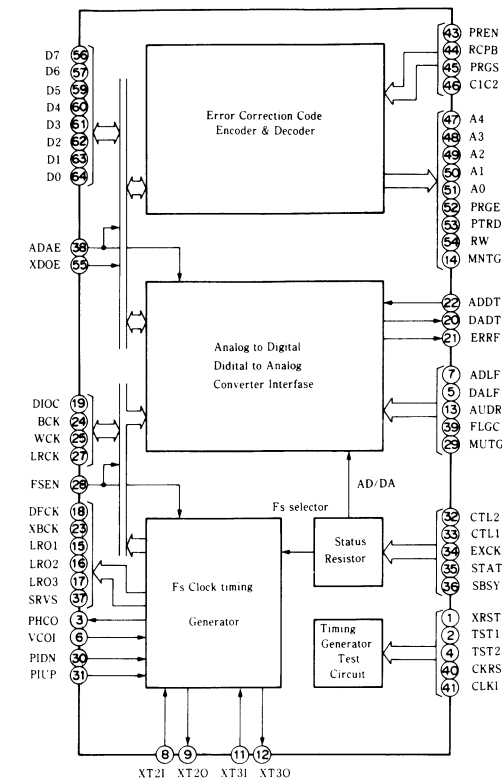 D7 56
D6 57
D5 59
D4 60
D3 61
D2 62
D1 63
D0 64
ADAE 38
XDOE 55
DIOC 19
BCK 24
WCK 25
LRCK 27
FSEN 28
DFCK 18
XBCK 23
LRO1 15
LRO2 16
LRO3 17
SRVS 37
PHCO 3
VCOI 6
PIDN 30
PIUP 31
Error Correction Code
Encoder & Decoder
Analog to Digital
Didital to Analog
Converter Interfase
AD/DA
Fs selector
Status
Resistor
Fs Clock timing
Generator
Timing
Generator
Test
Circuit
43 PREN
44 RCPB
45 PRGS
46 C1C2
47 A4
48 A3
49 A2
50 A1
51 A0
52 PRGE
53 PTRD
54 RW
14 MNTG
22 ADDT
20 DADT
21 ERRF
7 ADLF
5 DALF
13 AUDR
39 FLGC
29 MUTG
32 CTL2
33 CTL1
34 EXCK
35 STAT
36 SBSY
1 XRST
2 TST1
4 TST2
40 CKRS
41 CLKI
8 9 11 12
XT2I XT2O XT3I XT3O